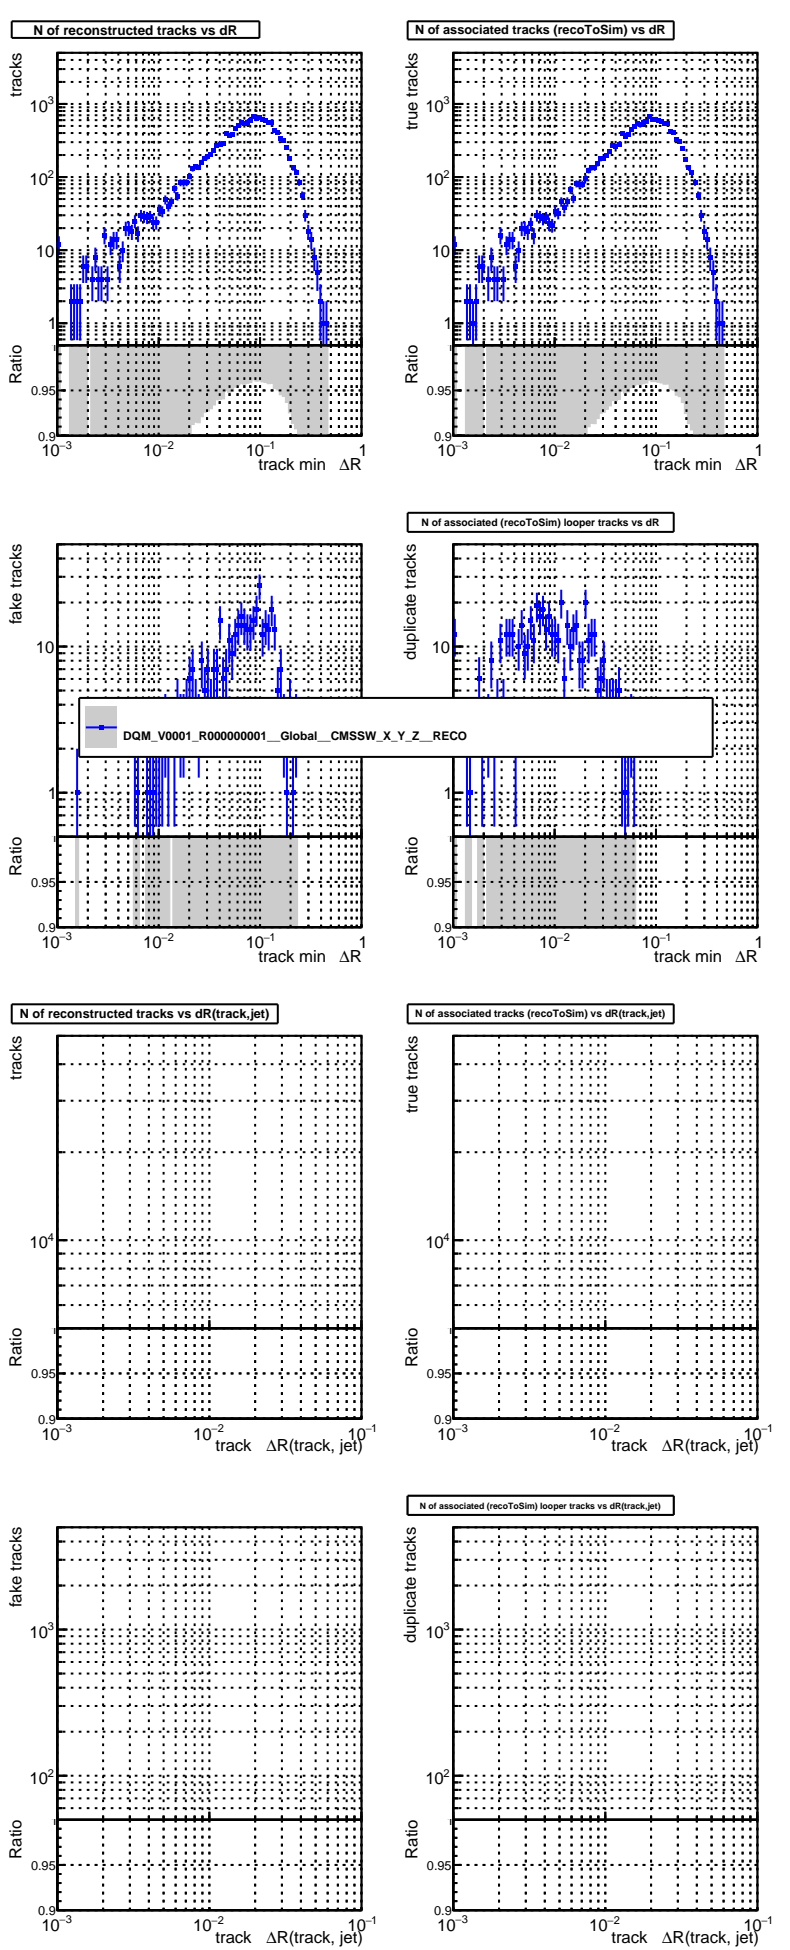 N of reconstructed tracks vs dR
N of associated tracks (recoToSim) vs dR
tracks
10³
10²
10
1
Ratio
0.95
0.9
10⁻³ 10⁻² 10⁻¹ 1
track min ΔR
true tracks
10³
10²
10
1
Ratio
0.95
0.9
10⁻³ 10⁻² 10⁻¹ 1
track min ΔR
N of associated (recoToSim) looper tracks vs dR
fake tracks
10
1
Ratio
0.95
0.9
10⁻³ 10⁻² 10⁻¹ 1
track min ΔR
duplicate tracks
10
1
Ratio
0.95
0.9
10⁻³ 10⁻² 10⁻¹ 1
track min ΔR
DQM_V0001_R000000001__Global__CMSSW_X_Y_Z__RECO
N of reconstructed tracks vs dR(track,jet)
N of associated tracks (recoToSim) vs dR(track,jet)
tracks
10⁴
Ratio
0.95
0.9
10⁻³ 10⁻² 10⁻¹
track ΔR(track, jet)
true tracks
10⁴
Ratio
0.95
0.9
10⁻³ 10⁻² 10⁻¹
track ΔR(track, jet)
N of associated (recoToSim) looper tracks vs dR(track,jet)
fake tracks
10³
10²
Ratio
0.95
0.9
10⁻³ 10⁻² 10⁻¹
track ΔR(track, jet)
duplicate tracks
10³
10²
Ratio
0.95
0.9
10⁻³ 10⁻² 10⁻¹
track ΔR(track, jet)